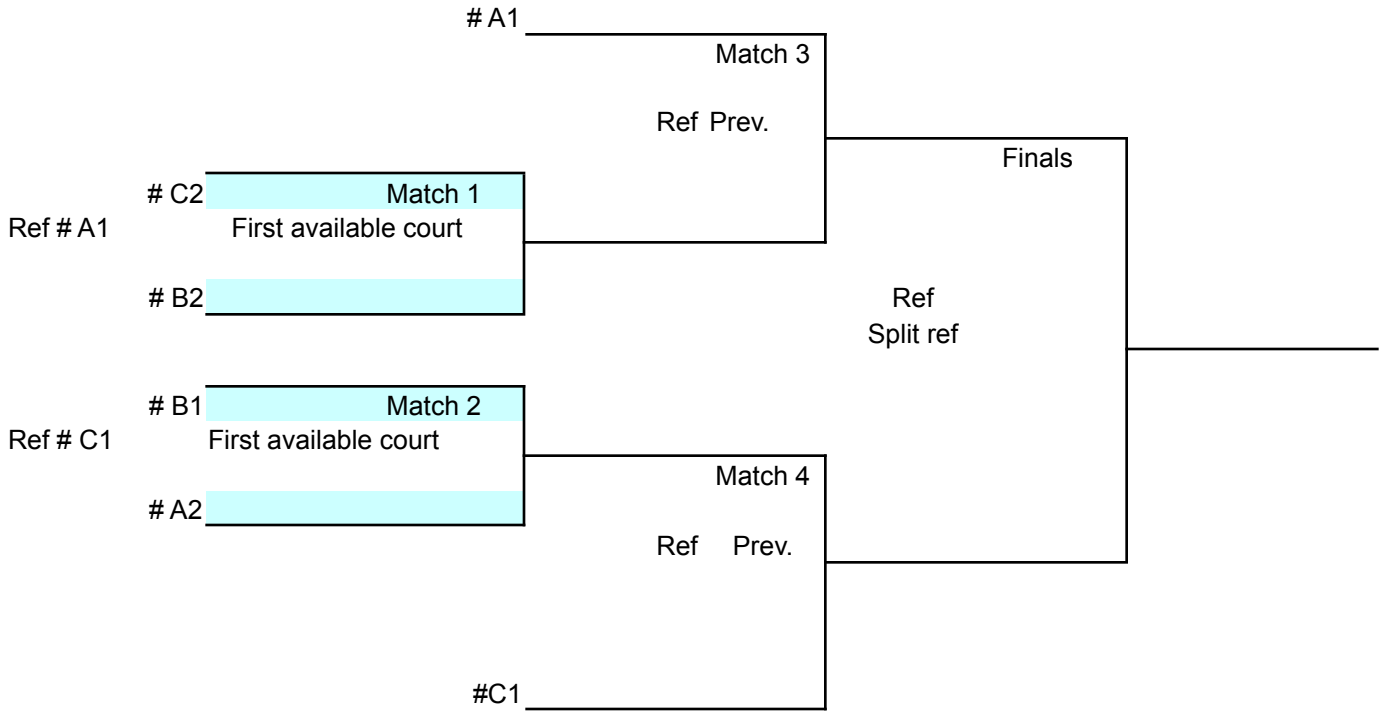 # A1
Match 3
Ref Prev.
Finals
# C2 Match 1
Ref # A1 First available court
# B2
Ref
Split ref
# B1 Match 2
Ref # C1 First available court
Match 4
# A2
Ref Prev.
#C1